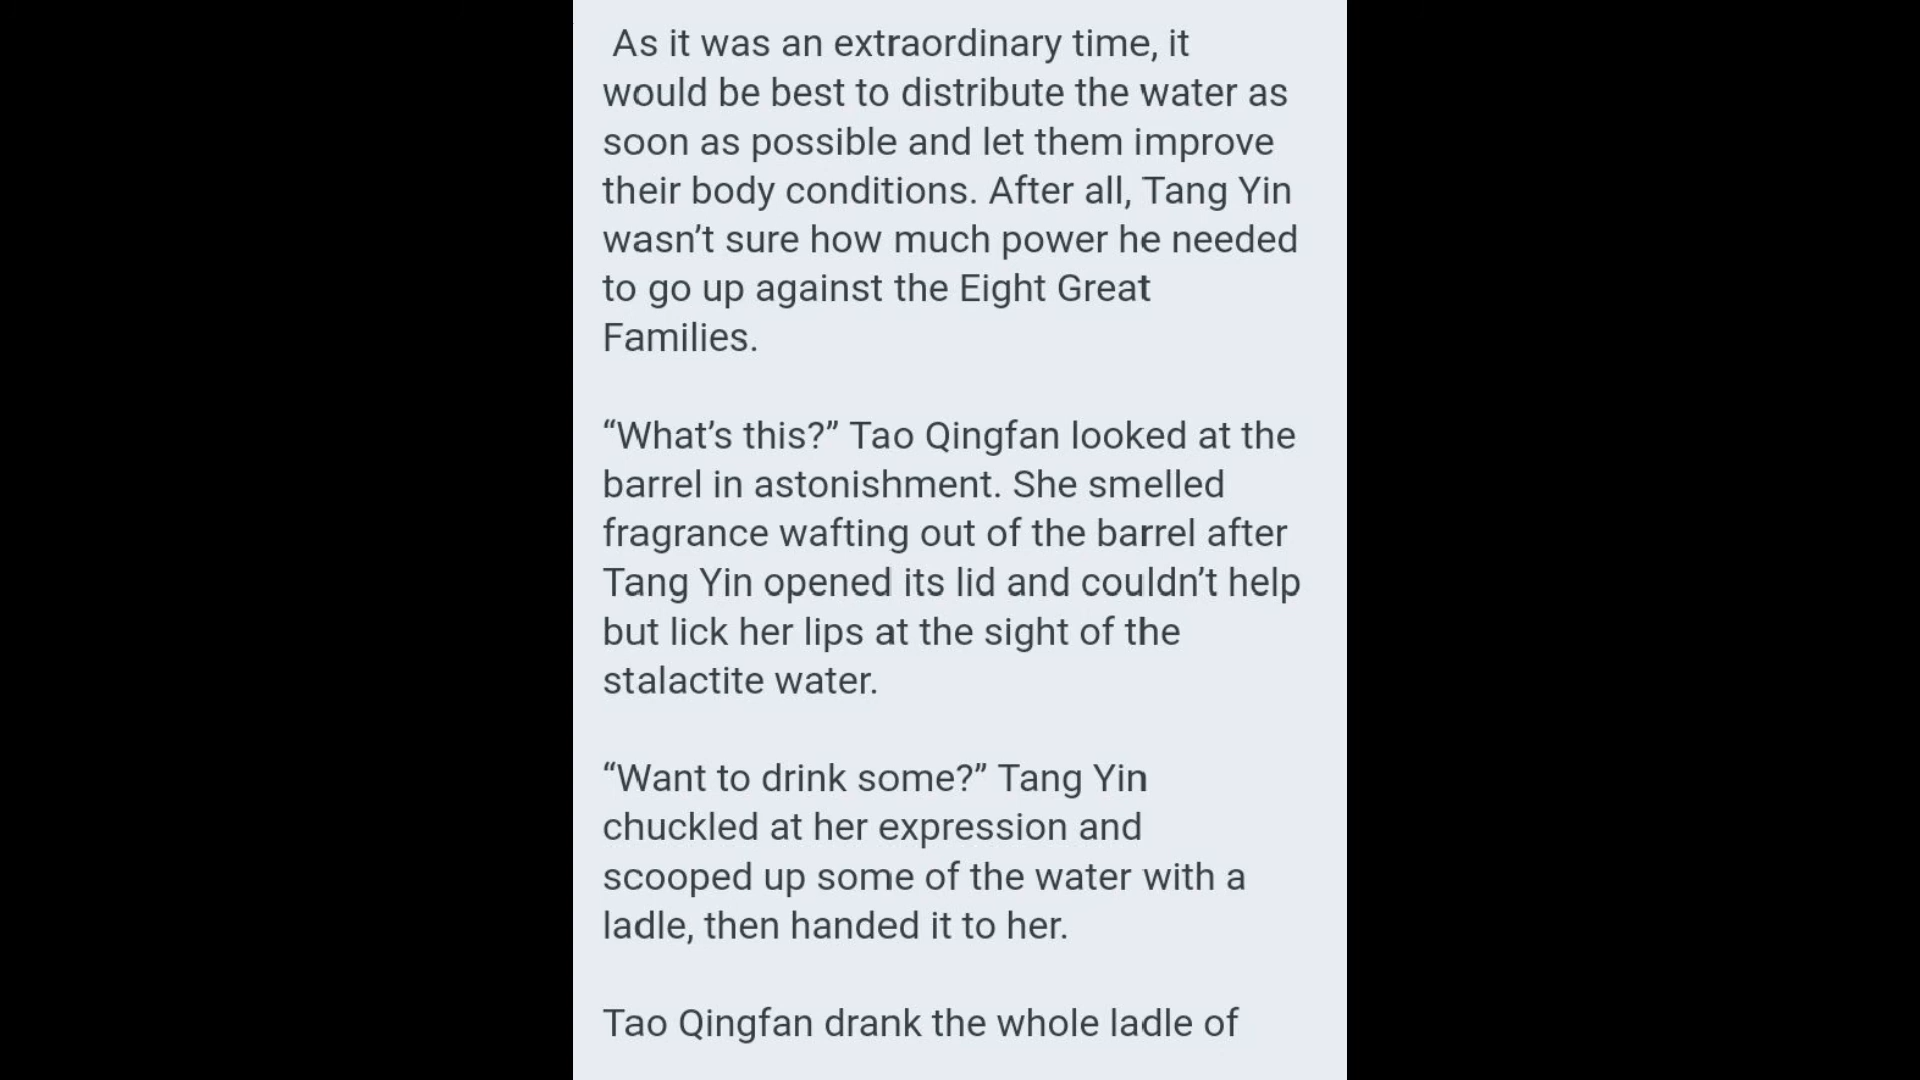 As it was an extraordinary time, it
would be best to distribute the water as
soon as possible and let them improve
their body conditions. After all, Tang Yin
wasn’t sure how much power he needed
to go up against the Eight Great
Families.
“What’s this?” Tao Qingfan looked at the
barrel in astonishment. She smelled
fragrance wafting out of the barrel after
Tang Yin opened its lid and couldn’t help
but lick her lips at the sight of the
stalactite water.
“Want to drink some?” Tang Yin
chuckled at her expression and
scooped up some of the water with a
ladle, then handed it to her.
Tao Qingfan drank the whole ladle of